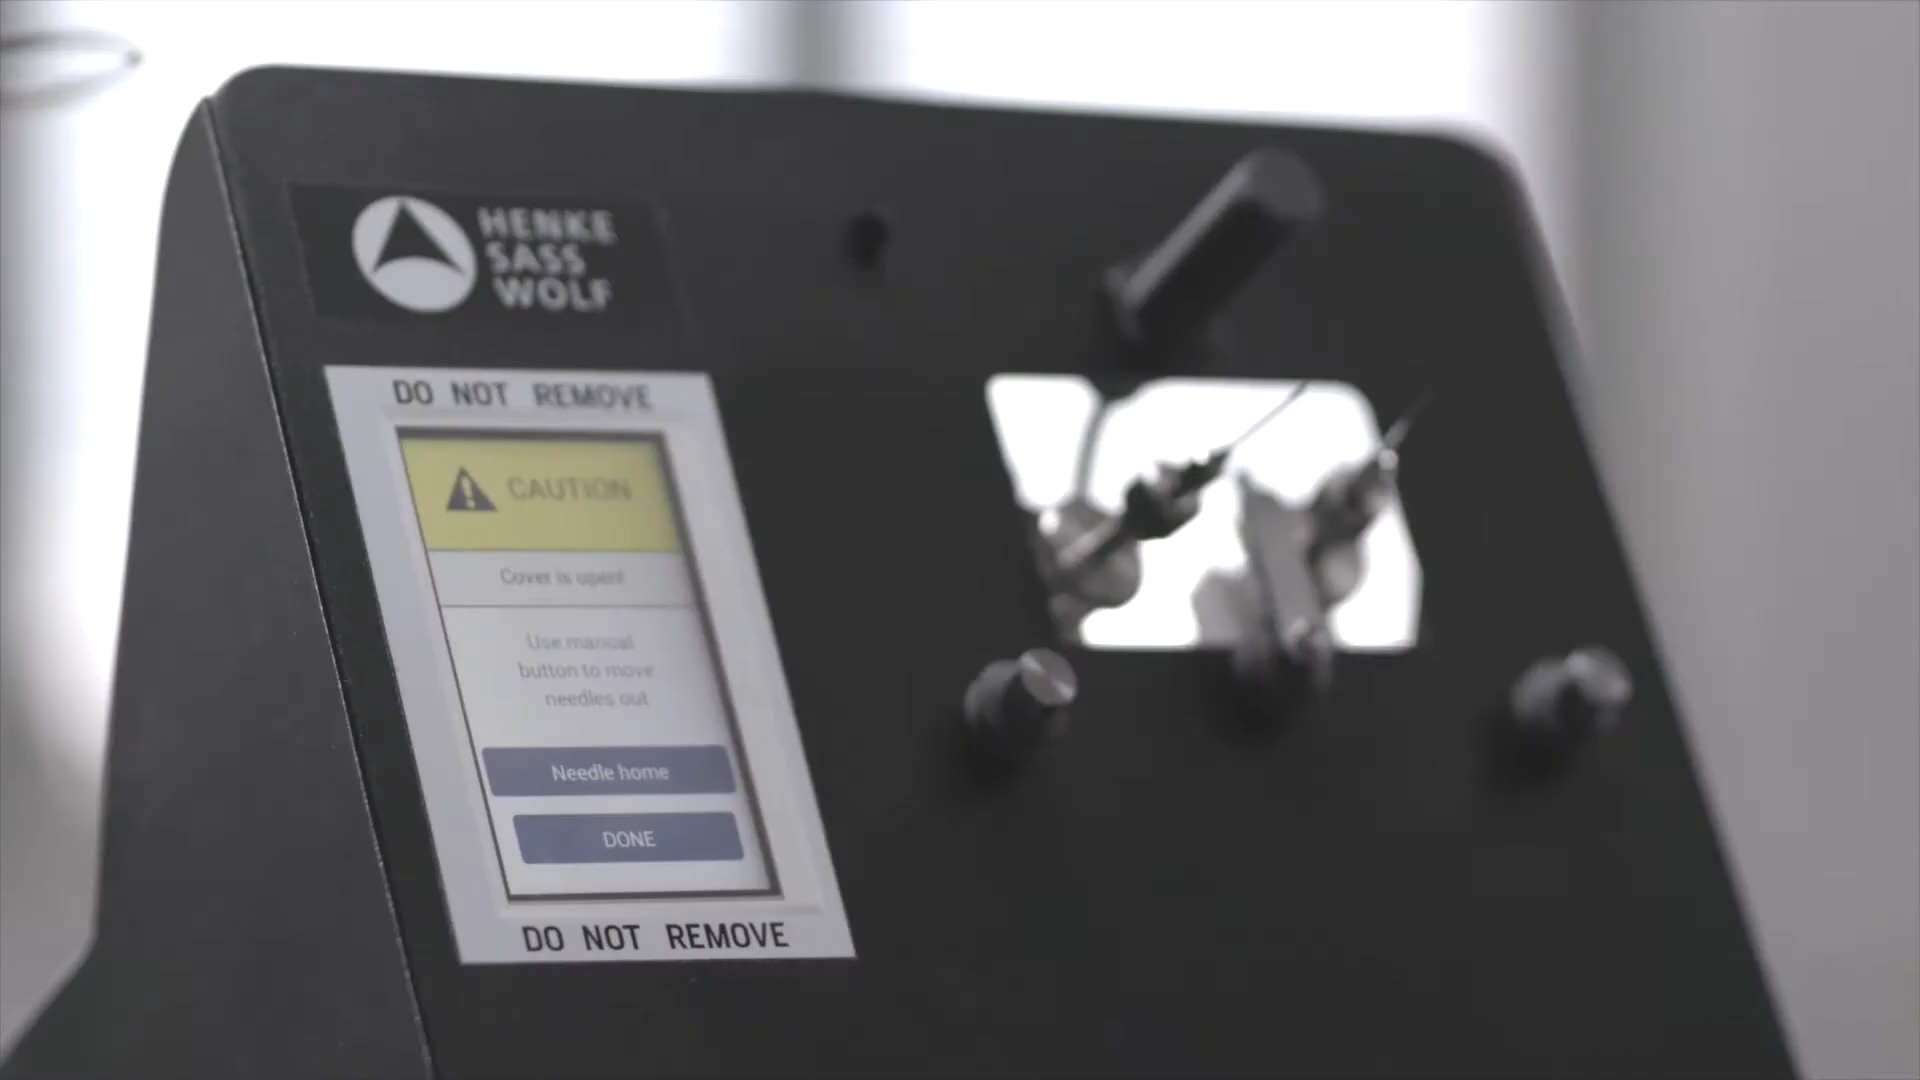 HENKE
SASS
WOLF
DO NOT REMOVE
CAUTION
Cover is open!
Use manual
button to move
needles out
Needle home
DONE
DO NOT REMOVE